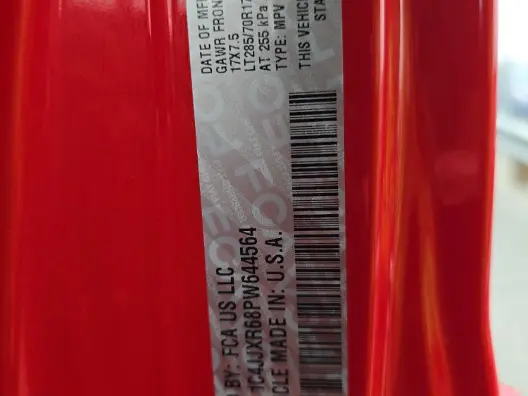 DATE OF MF
GAWR FRON
17X7.5
LT285/70R17
AT 255 kPa
TYPE: MPV
THIS VEHICL
STA
D BY: FCA US LLC
1C4JJXR68PW644564
CLE MADE IN: U.S.A.